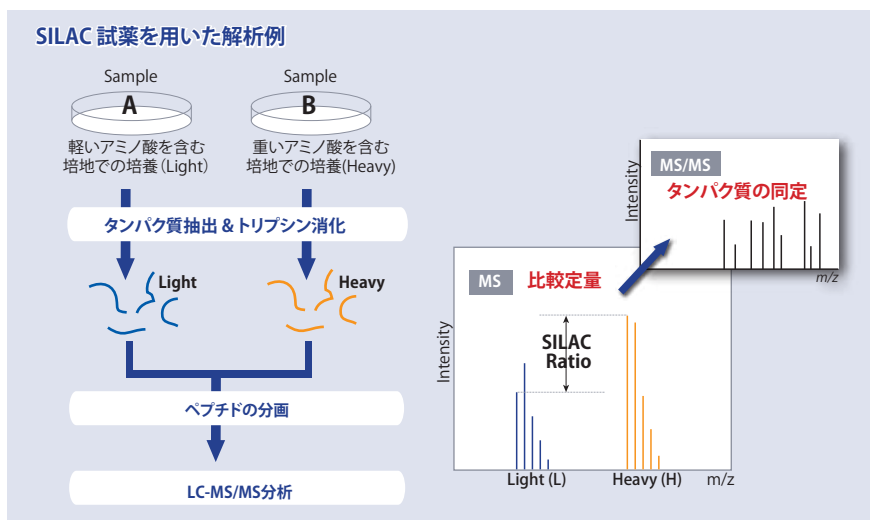 SILAC 試薬を用いた解析例
Sample
A
軽いアミノ酸を含む
培地での培養（Light）
Sample
B
重いアミノ酸を含む
培地での培養(Heavy)
タンパク質抽出 & トリプシン消化
Light
Heavy
ペプチドの分画
LC-MS/MS分析
MS/MS
タンパク質の同定
Intensity
m/z
MS
比較定量
Intensity
SILAC
Ratio
Light (L)
Heavy (H)
m/z